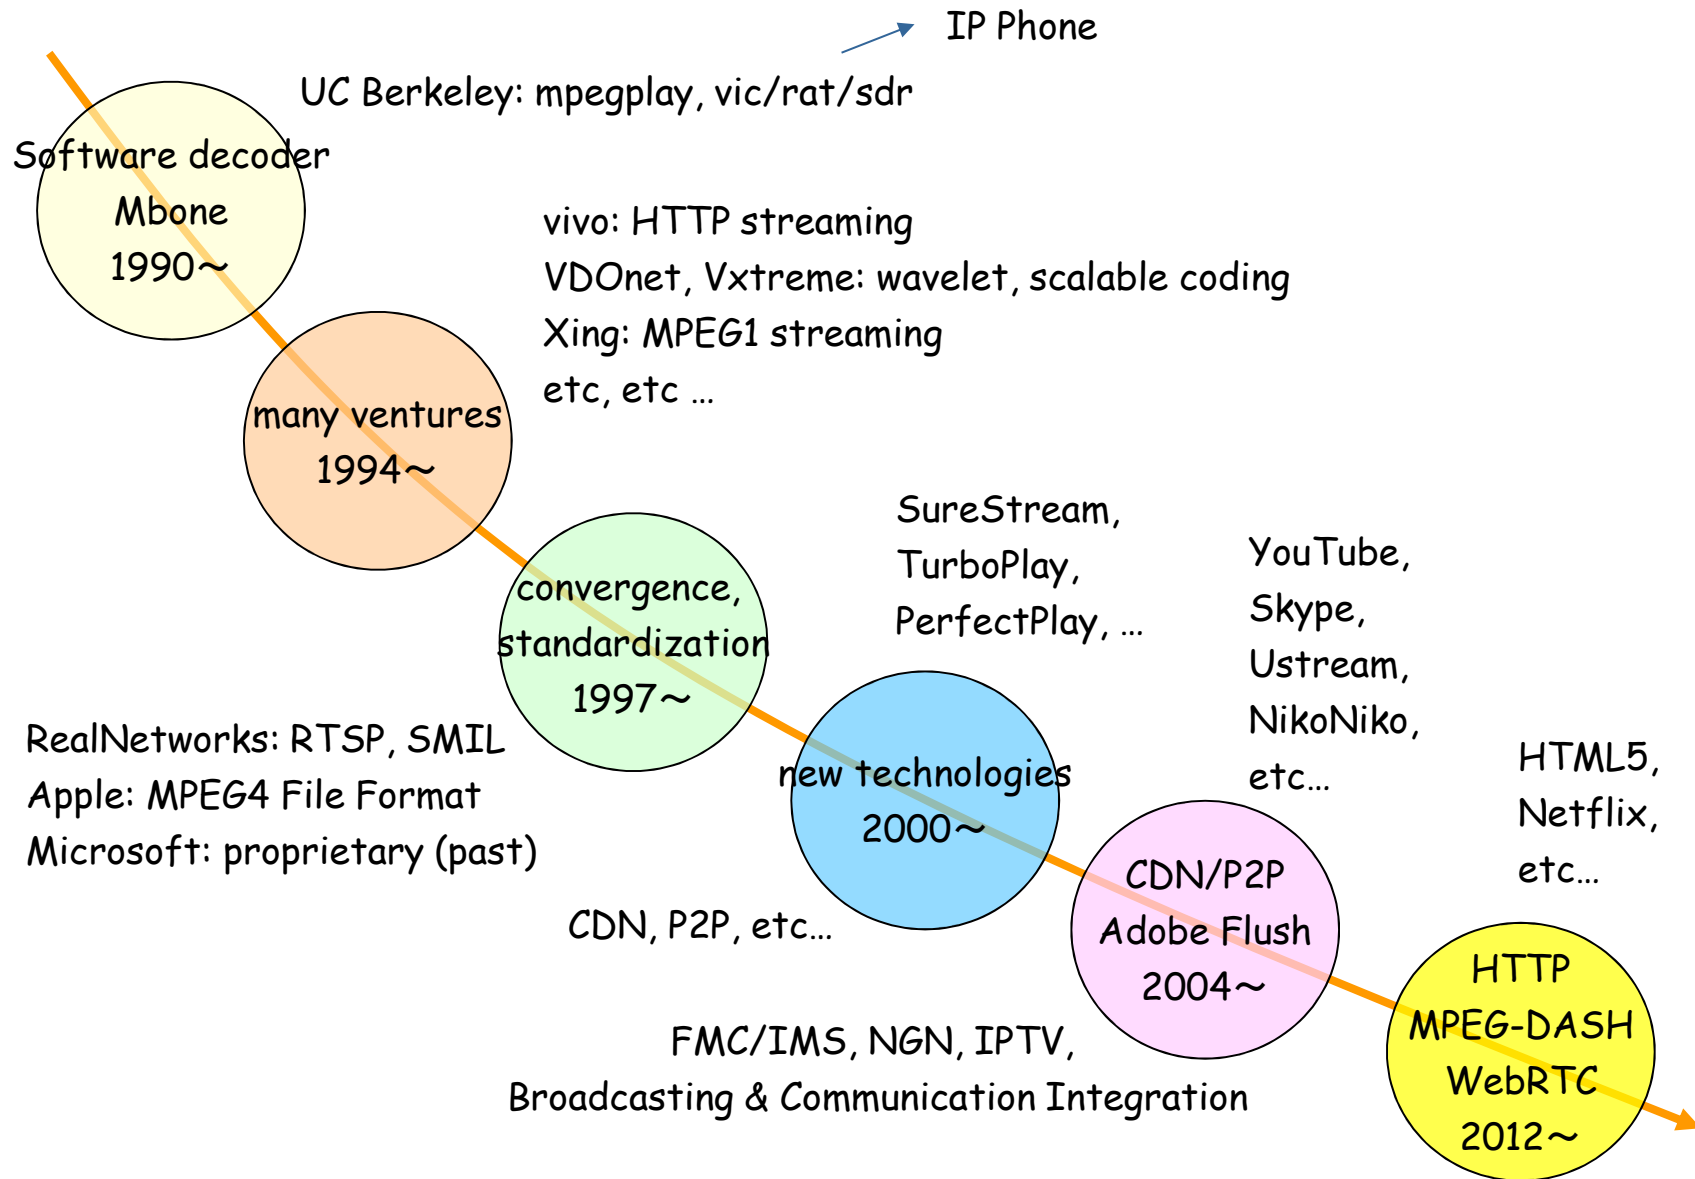 IP Phone
UC Berkeley: mpegplay, vic/rat/sdr
Software decoder
Mbone
1990～
vivo: HTTP streaming
VDOnet, Vxtreme: wavelet, scalable coding
Xing: MPEG1 streaming
etc, etc …
many ventures
1994～
convergence,
standardization
1997～
RealNetworks: RTSP, SMIL
Apple: MPEG4 File Format
Microsoft: proprietary (past)
SureStream,
TurboPlay,
PerfectPlay, …
new technologies
2000～
CDN, P2P, etc…
YouTube,
Skype,
Ustream,
NikoNiko,
etc…
CDN/P2P
Adobe Flush
2004～
FMC/IMS, NGN, IPTV,
Broadcasting & Communication Integration
HTML5,
Netflix,
etc…
HTTP
MPEG-DASH
WebRTC
2012～